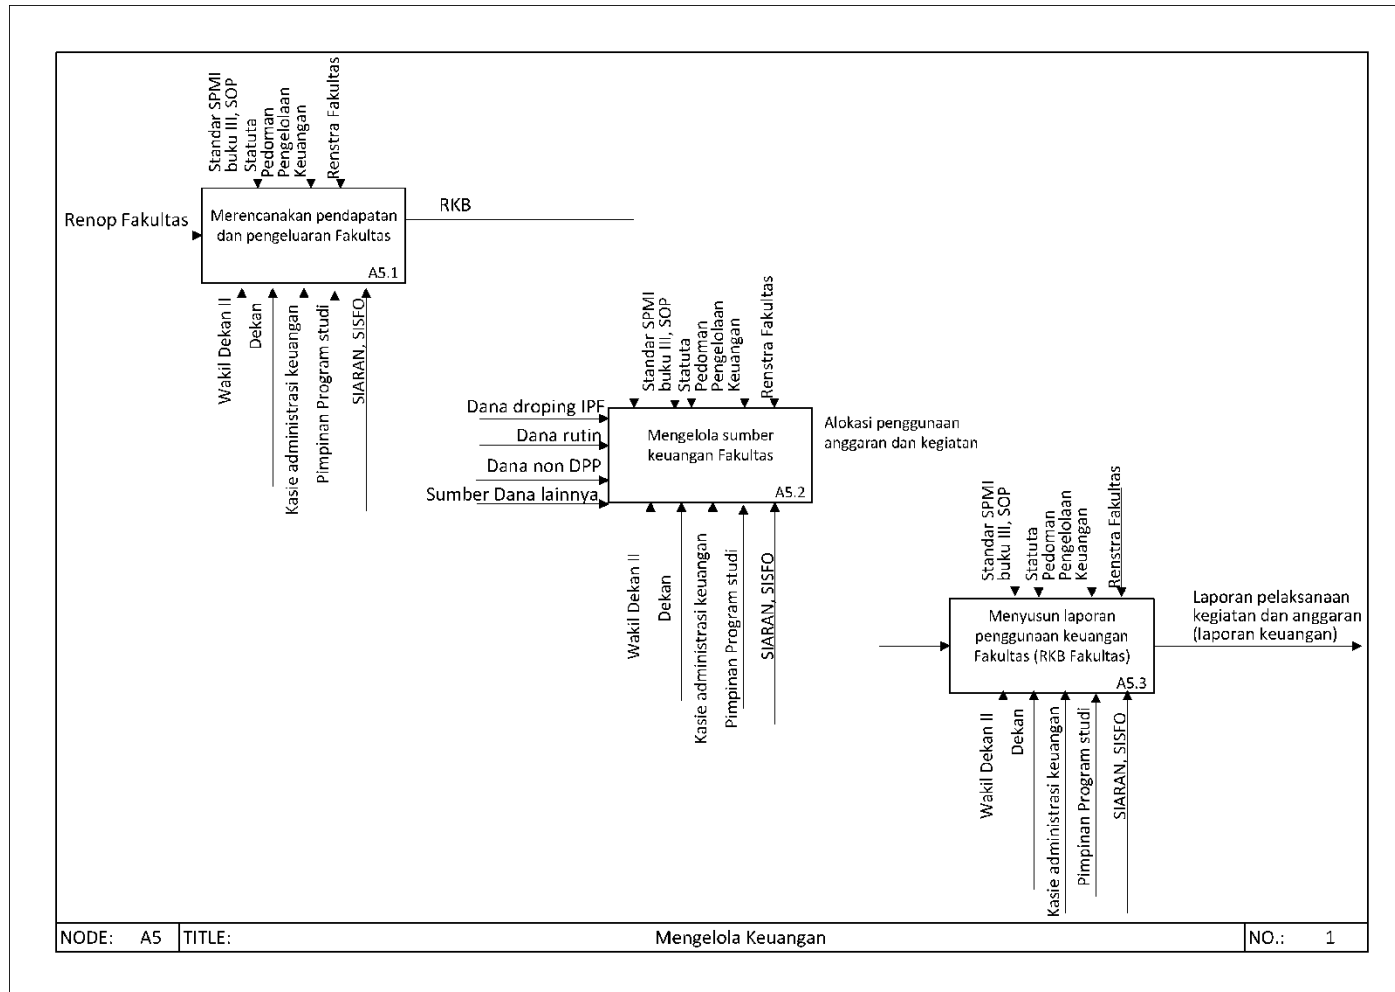 Standar SPMI
buku III, SOP
Statuta
Pedoman
Pengelolaan
Keuangan
Renstra Fakultas
Renop Fakultas
Merencanakan pendapatan
dan pengeluaran Fakultas
A5.1
RKB
Wakil Dekan II
Dekan
Kasie administrasi keuangan
Pimpinan Program studi
SIARAN, SISFO
Standar SPMI
buku III, SOP
Statuta
Pedoman
Pengelolaan
Keuangan
Renstra Fakultas
Dana droping IPF
Dana rutin
Dana non DPP
Sumber Dana lainnya
Mengelola sumber
keuangan Fakultas
A5.2
Alokasi penggunaan
anggaran dan kegiatan
Wakil Dekan II
Dekan
Kasie administrasi keuangan
Pimpinan Program studi
SIARAN, SISFO
Standar SPMI
buku III, SOP
Statuta
Pedoman
Pengelolaan
Keuangan
Renstra Fakultas
Menyusun laporan
penggunaan keuangan
Fakultas (RKB Fakultas)
A5.3
Laporan pelaksanaan
kegiatan dan anggaran
(laporan keuangan)
Wakil Dekan II
Dekan
Kasie administrasi keuangan
Pimpinan Program studi
SIARAN, SISFO
NODE: A5 TITLE: Mengelola Keuangan NO.: 1